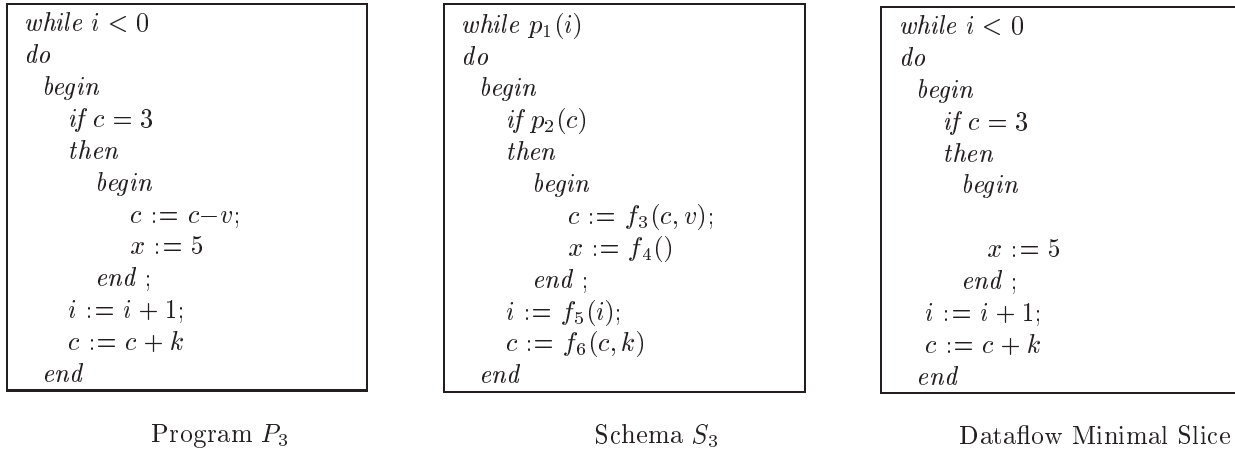 while i < 0
do
begin
if c = 3
then
begin
c := c−v;
x := 5
end ;
i := i + 1;
c := c + k
end
Program P₃
while p₁(i)
do
begin
if p₂(c)
then
begin
c := f₃(c, v);
x := f₄()
end ;
i := f₅(i);
c := f₆(c, k)
end
Schema S₃
while i < 0
do
begin
if c = 3
then
begin
x := 5
end ;
i := i + 1;
c := c + k
end
Dataflow Minimal Slice